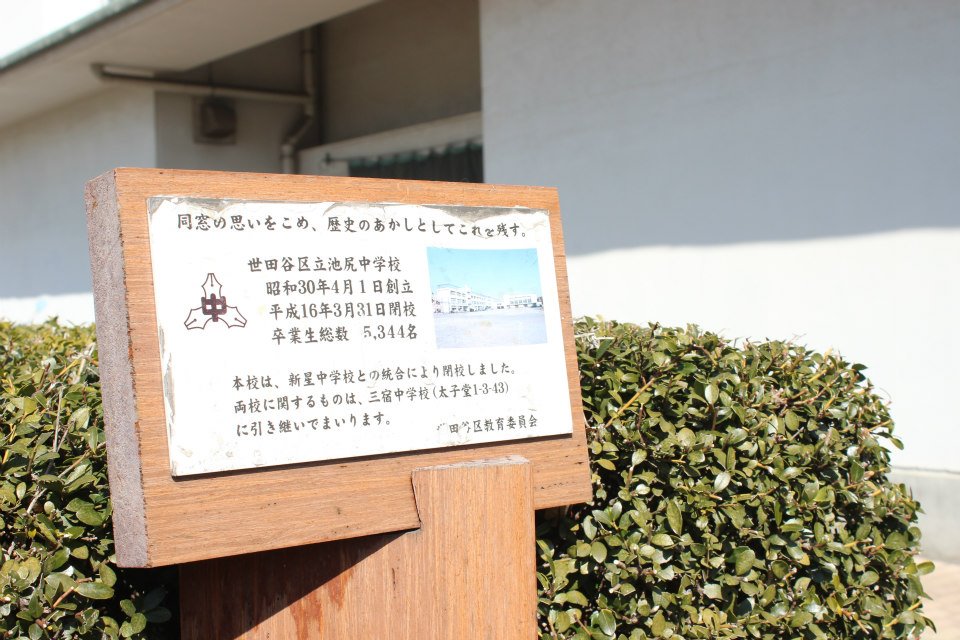 同窓の思いをこめ、歴史のあかしとしてこれを残す。
世田谷区立池尻中学校
昭和30年4月1日創立
平成16年3月31日閉校
卒業生総数 5,344名
中
本校は、新星中学校との統合により閉校しました。
両校に関するものは、三宿中学校(太子堂1-3-43)
に引き継いでまいります。
田谷区教育委員会